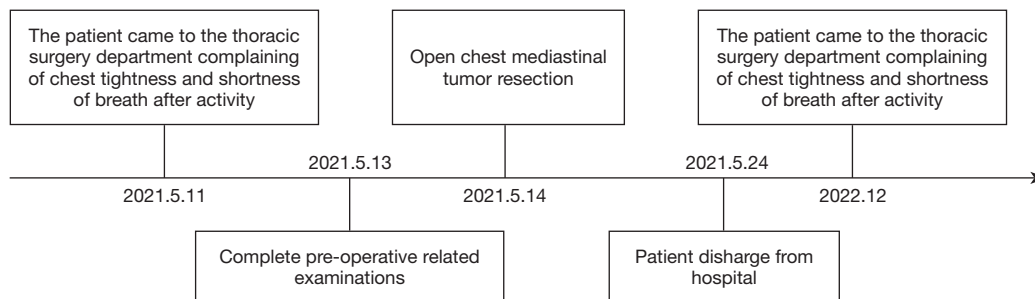 The patient came to the thoracic
surgery department complaining
of chest tightness and shortness
of breath after activity
Open chest mediastinal
tumor resection
The patient came to the thoracic
surgery department complaining
of chest tightness and shortness
of breath after activity
2021.5.13
2021.5.24
2021.5.11
2021.5.14
2022.12
Complete pre-operative related
examinations
Patient disharge from
hospital